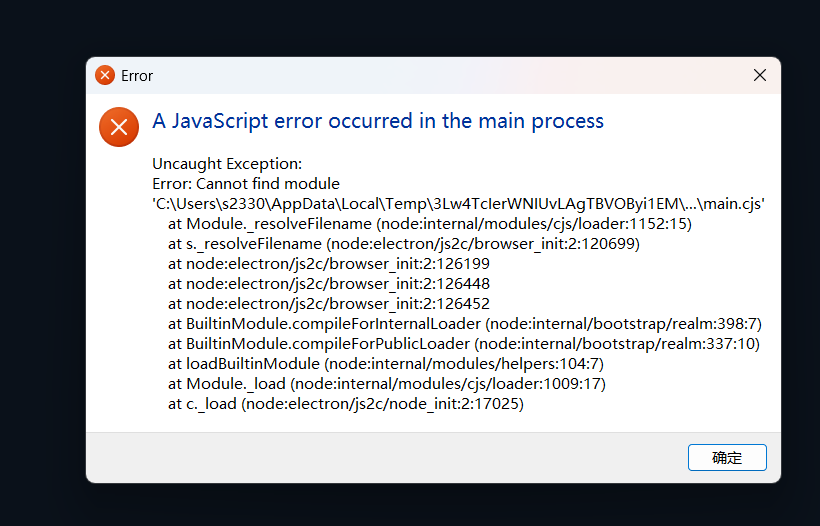 Error
A JavaScript error occurred in the main process
Uncaught Exception:
Error: Cannot find module
'C:\Users\s2330\AppData\Local\Temp\3Lw4TcIerWNIUvLAgTBVOByi1EM\...\main.cjs'
at Module._resolveFilename (node:internal/modules/cjs/loader:1152:15)
at s._resolveFilename (node:electron/js2c/browser_init:2:120699)
at node:electron/js2c/browser_init:2:126199
at node:electron/js2c/browser_init:2:126448
at node:electron/js2c/browser_init:2:126452
at BuiltinModule.compileForInternalLoader (node:internal/bootstrap/realm:398:7)
at BuiltinModule.compileForPublicLoader (node:internal/bootstrap/realm:337:10)
at loadBuiltinModule (node:internal/modules/helpers:104:7)
at Module._load (node:internal/modules/cjs/loader:1009:17)
at c._load (node:electron/js2c/node_init:2:17025)
确定